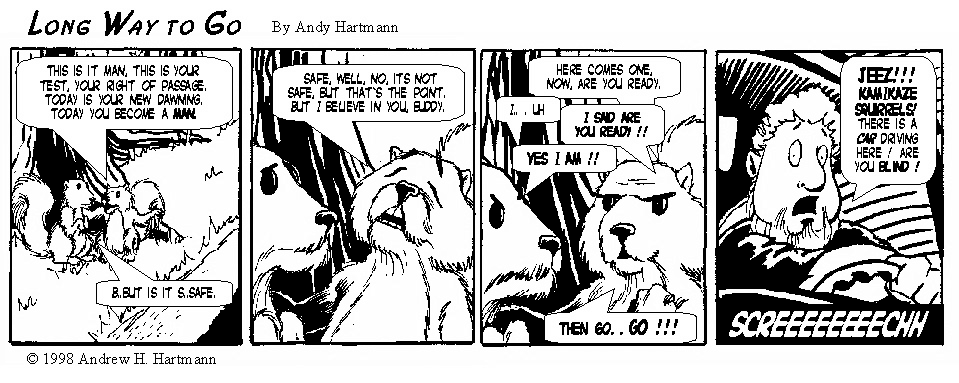 LONG WAY TO GO
By Andy Hartmann
THIS IS IT MAN, THIS IS YOUR
TEST, YOUR RIGHT OF PASSAGE.
TODAY IS YOUR NEW DAWNING.
TODAY YOU BECOME A MAN.
B..BUT IS IT S..SAFE.
SAFE, WELL, NO, ITS NOT
SAFE, BUT THAT'S THE POINT.
BUT I BELIEVE IN YOU, BUDDY.
HERE COMES ONE,
NOW, ARE YOU READY.
I. . . UH
I SAID ARE
YOU READY !!
YES I AM !!
THEN GO. . GO !!!
JEEZ!!!
KAMIKAZE
SQUIRRELS!
THERE IS A
CAR DRIVING
HERE ! ARE
YOU BLIND !
SCREEEEEEEEECHH
© 1998 Andrew H. Hartmann